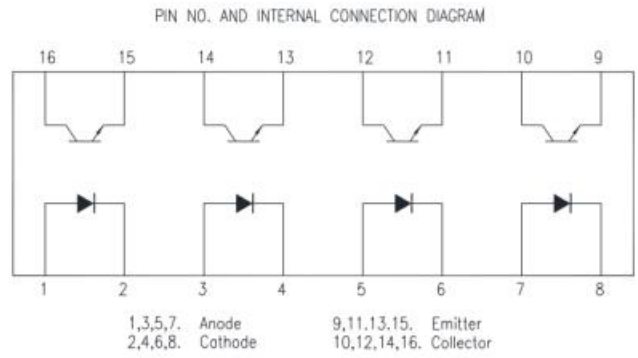 PIN NO. AND INTERNAL CONNECTION DIAGRAM
16 15 14 13 12 11 10 9
1 2 3 4 5 6 7 8
1,3,5,7. Anode 9,11.13.15. Emitter
2,4,6,8. Cathode 10,12,14,16. Collector